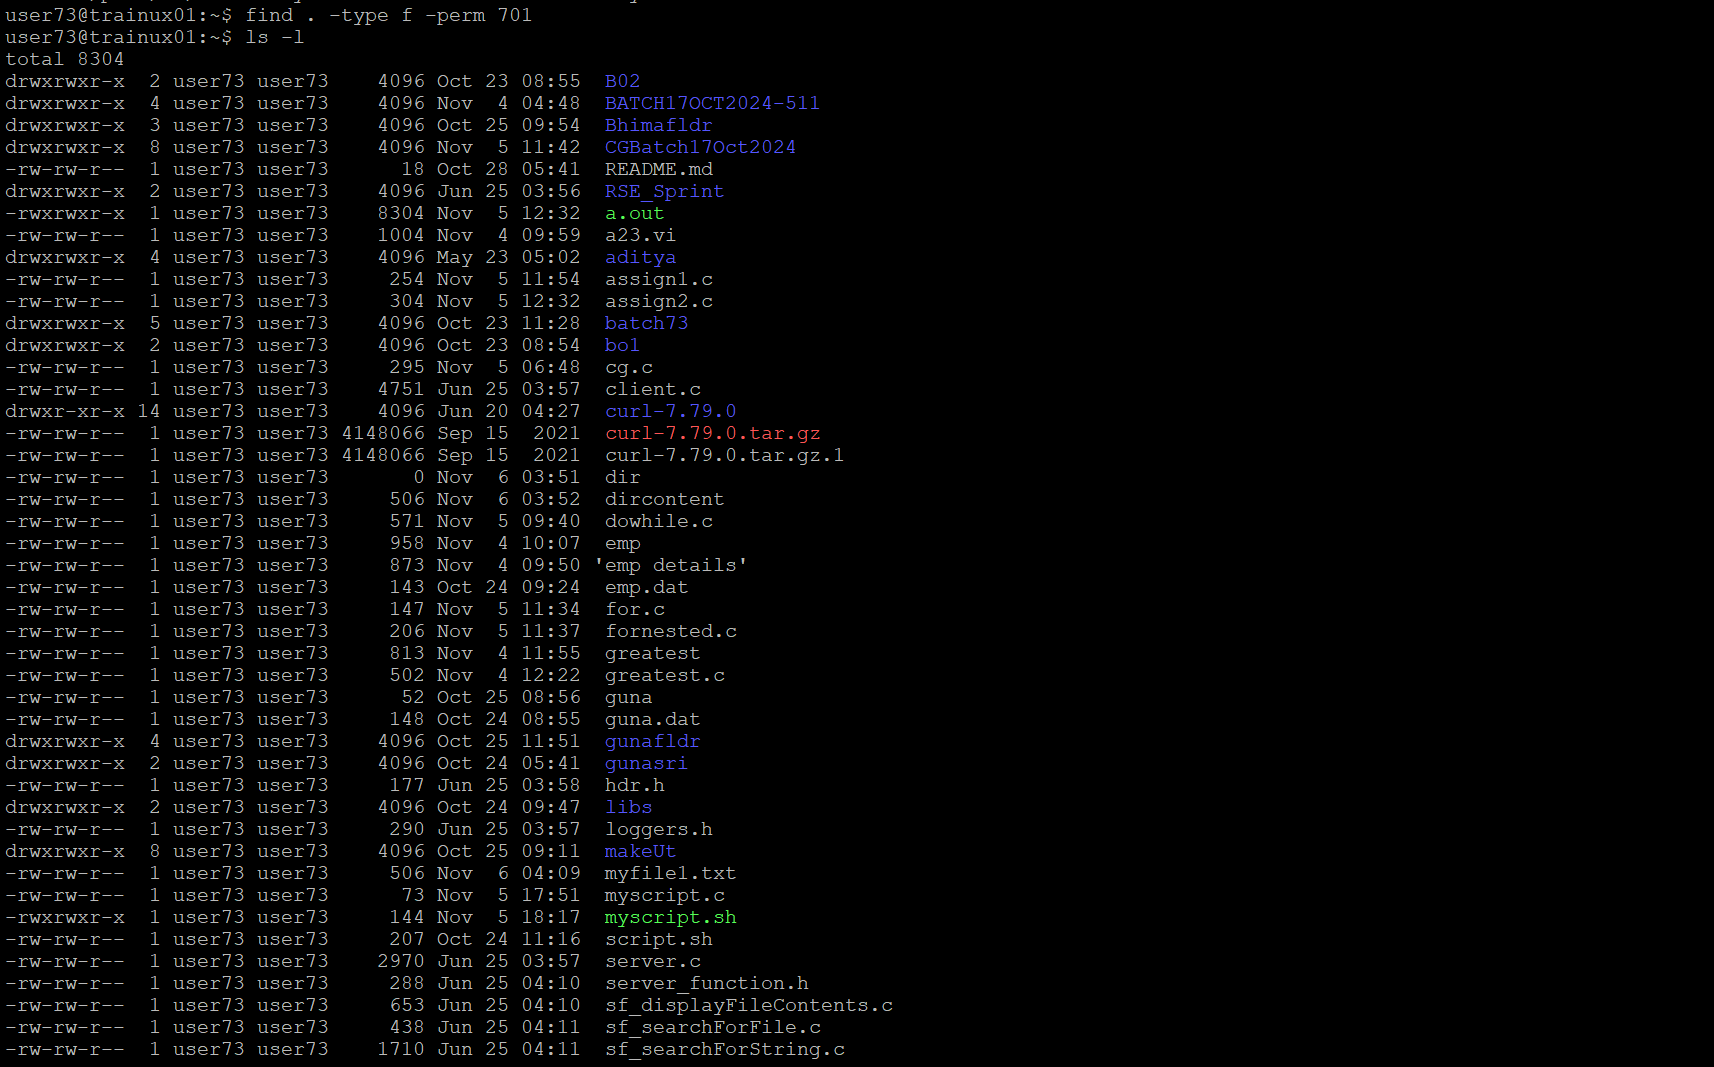 user73@trainux01:~$ find . -type f -perm 701
user73@trainux01:~$ ls -l
total 8304
drwxrwxr-x  2 user73 user73    4096 Oct 23 08:55  B02
drwxrwxr-x  4 user73 user73    4096 Nov  4 04:48  BATCH17OCT2024-511
drwxrwxr-x  3 user73 user73    4096 Oct 25 09:54  Bhimafldr
drwxrwxr-x  8 user73 user73    4096 Nov  5 11:42  CGBatch17Oct2024
-rw-rw-r--  1 user73 user73      18 Oct 28 05:41  README.md
drwxrwxr-x  2 user73 user73    4096 Jun 25 03:56  RSE_Sprint
-rwxrwxr-x  1 user73 user73    8304 Nov  5 12:32  a.out
-rw-rw-r--  1 user73 user73    1004 Nov  4 09:59  a23.vi
drwxrwxr-x  4 user73 user73    4096 May 23 05:02  aditya
-rw-rw-r--  1 user73 user73     254 Nov  5 11:54  assign1.c
-rw-rw-r--  1 user73 user73     304 Nov  5 12:32  assign2.c
drwxrwxr-x  5 user73 user73    4096 Oct 23 11:28  batch73
drwxrwxr-x  2 user73 user73    4096 Oct 23 08:54  bo1
-rw-rw-r--  1 user73 user73     295 Nov  5 06:48  cg.c
-rw-rw-r--  1 user73 user73    4751 Jun 25 03:57  client.c
drwxr-xr-x 14 user73 user73    4096 Jun 20 04:27  curl-7.79.0
-rw-rw-r--  1 user73 user73 4148066 Sep 15  2021  curl-7.79.0.tar.gz
-rw-rw-r--  1 user73 user73 4148066 Sep 15  2021  curl-7.79.0.tar.gz.1
-rw-rw-r--  1 user73 user73       0 Nov  6 03:51  dir
-rw-rw-r--  1 user73 user73     506 Nov  6 03:52  dircontent
-rw-rw-r--  1 user73 user73     571 Nov  5 09:40  dowhile.c
-rw-rw-r--  1 user73 user73     958 Nov  4 10:07  emp
-rw-rw-r--  1 user73 user73     873 Nov  4 09:50 'emp details'
-rw-rw-r--  1 user73 user73     143 Oct 24 09:24  emp.dat
-rw-rw-r--  1 user73 user73     147 Nov  5 11:34  for.c
-rw-rw-r--  1 user73 user73     206 Nov  5 11:37  fornested.c
-rw-rw-r--  1 user73 user73     813 Nov  4 11:55  greatest
-rw-rw-r--  1 user73 user73     502 Nov  4 12:22  greatest.c
-rw-rw-r--  1 user73 user73      52 Oct 25 08:56  guna
-rw-rw-r--  1 user73 user73     148 Oct 24 08:55  guna.dat
drwxrwxr-x  4 user73 user73    4096 Oct 25 11:51  gunafldr
drwxrwxr-x  2 user73 user73    4096 Oct 24 05:41  gunasri
-rw-rw-r--  1 user73 user73     177 Jun 25 03:58  hdr.h
drwxrwxr-x  2 user73 user73    4096 Oct 24 09:47  libs
-rw-rw-r--  1 user73 user73     290 Jun 25 03:57  loggers.h
drwxrwxr-x  8 user73 user73    4096 Oct 25 09:11  makeUt
-rw-rw-r--  1 user73 user73     506 Nov  6 04:09  myfile1.txt
-rw-rw-r--  1 user73 user73      73 Nov  5 17:51  myscript.c
-rwxrwxr-x  1 user73 user73     144 Nov  5 18:17  myscript.sh
-rw-rw-r--  1 user73 user73     207 Oct 24 11:16  script.sh
-rw-rw-r--  1 user73 user73    2970 Jun 25 03:57  server.c
-rw-rw-r--  1 user73 user73     288 Jun 25 04:10  server_function.h
-rw-rw-r--  1 user73 user73     653 Jun 25 04:10  sf_displayFileContents.c
-rw-rw-r--  1 user73 user73     438 Jun 25 04:11  sf_searchForFile.c
-rw-rw-r--  1 user73 user73    1710 Jun 25 04:11  sf_searchForString.c